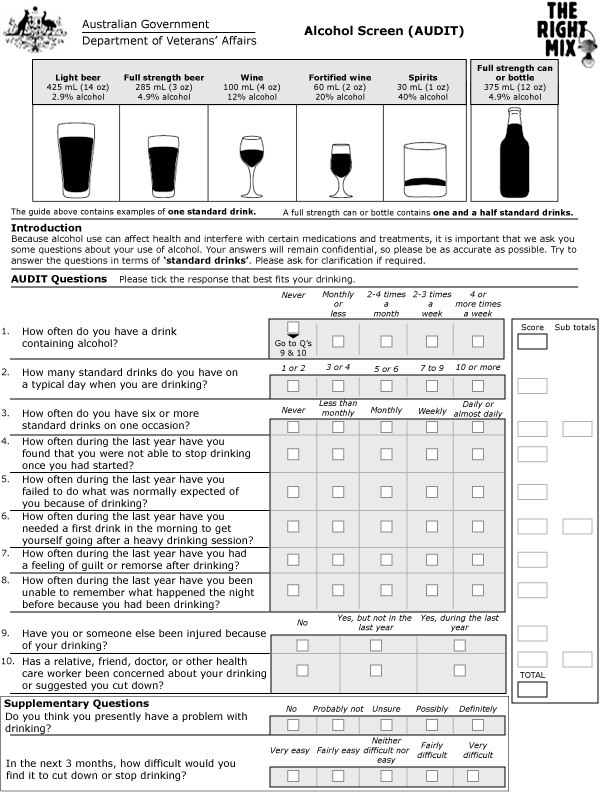 Australian Government
Department of Veterans' Affairs
Alcohol Screen (AUDIT)
THE
RIGHT
MIX
Light beer
425 mL (14 oz)
2.9% alcohol
Full strength beer
285 mL (3 oz)
4.9% alcohol
Wine
100 mL (4 oz)
12% alcohol
Fortified wine
60 mL (2 oz)
20% alcohol
Spirits
30 mL (1 oz)
40% alcohol
Full strength can
or bottle
375 mL (12 oz)
4.9% alcohol
The guide above contains examples of one standard drink.
A full strength can or bottle contains one and a half standard drinks.
Introduction
Because alcohol use can affect health and interfere with certain medications and treatments, it is important that we ask you
some questions about your use of alcohol. Your answers will remain confidential, so please be as accurate as possible. Try to
answer the questions in terms of 'standard drinks'. Please ask for clarification if required.
AUDIT Questions Please tick the response that best fits your drinking.
Never
Monthly
or
less
2-4 times
a
month
2-3 times
a
week
4 or
more times
a week
Score Sub totals
1. How often do you have a drink
containing alcohol?
Go to Q's
9 & 10
2. How many standard drinks do you have on
a typical day when you are drinking?
1 or 2 3 or 4 5 or 6 7 to 9 10 or more
3. How often do you have six or more
standard drinks on one occasion?
Never
Less than
monthly
Monthly
Weekly
Daily or
almost daily
4. How often during the last year have you
found that you were not able to stop drinking
once you had started?
5. How often during the last year have you
failed to do what was normally expected of
you because of drinking?
6. How often during the last year have you
needed a first drink in the morning to get
yourself going after a heavy drinking session?
7. How often during the last year have you had
a feeling of guilt or remorse after drinking?
8. How often during the last year have you been
unable to remember what happened the night
before because you had been drinking?
No
Yes, but not in the
last year
Yes, during the last
year
9. Have you or someone else been injured because
of your drinking?
10. Has a relative, friend, doctor, or other health
care worker been concerned about your drinking
or suggested you cut down?
TOTAL
Supplementary Questions
Do you think you presently have a problem with
drinking?
No Probably not Unsure Possibly Definitely
In the next 3 months, how difficult would you
find it to cut down or stop drinking?
Very easy
Fairly easy
Neither
difficult nor
easy
Fairly
difficult
Very
difficult